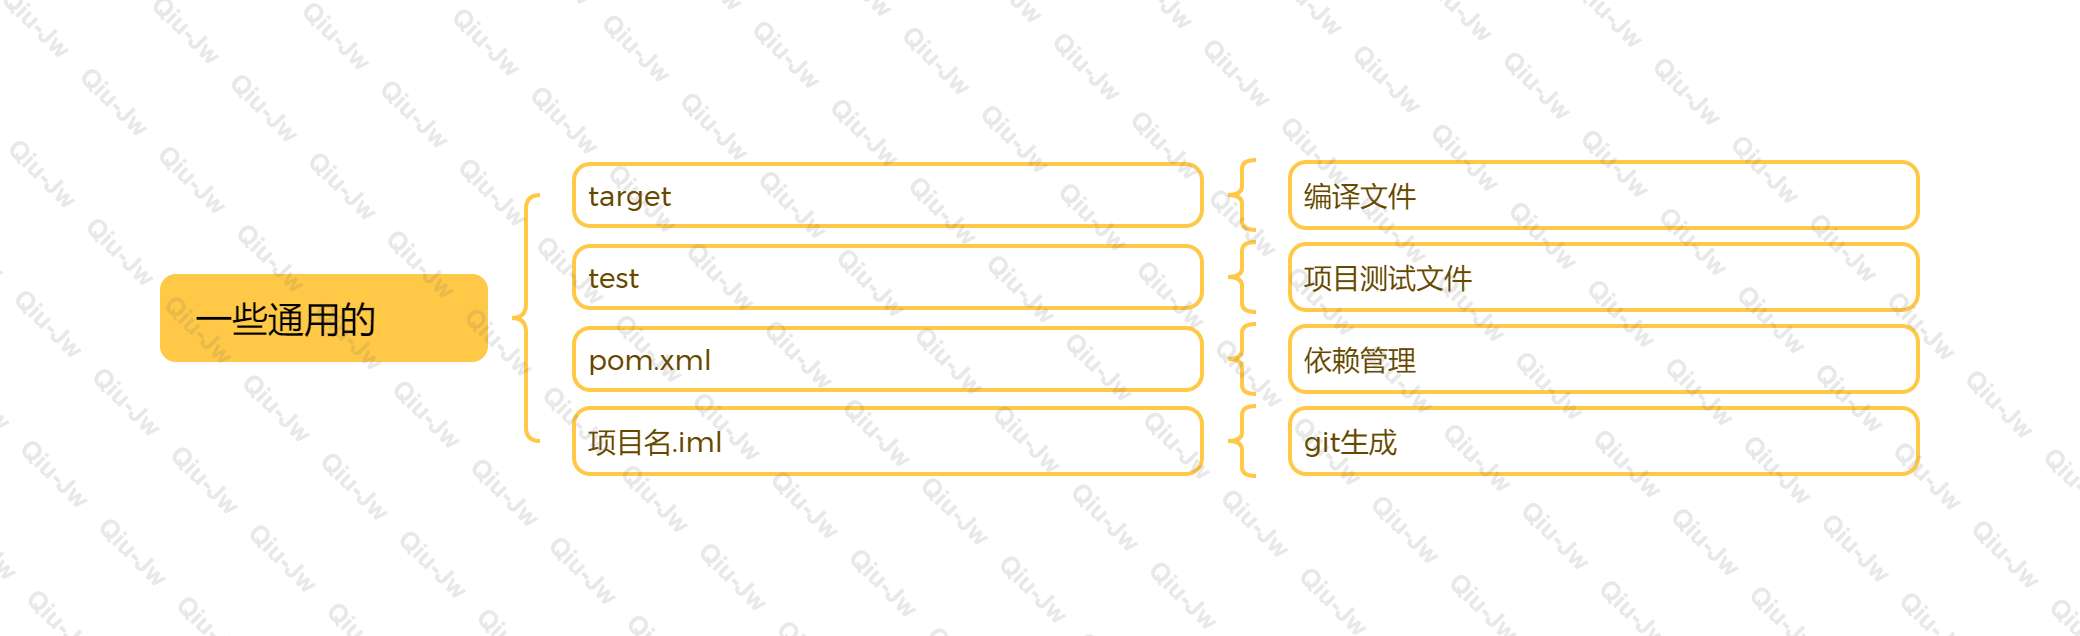 一些通用的
target
编译文件
test
项目测试文件
pom.xml
依赖管理
项目名.iml
git生成
Qiu-Jw